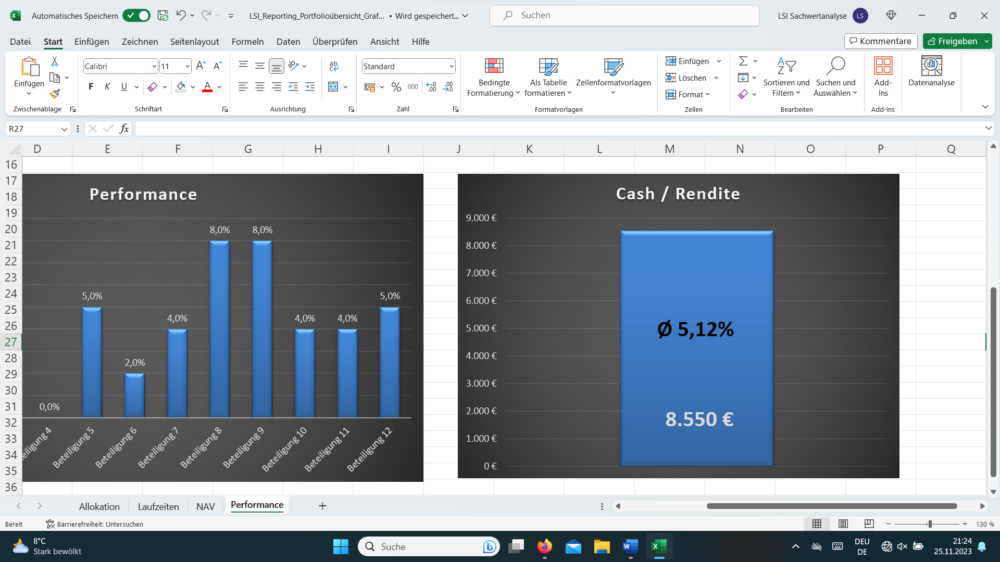 Automatisches Speichern
LSI_Reporting_Portfolioübersicht_Graf... • Wird gespeichert...
Suchen
LSI Sachwertanalyse LS
Datei Start Einfügen Zeichnen Seitenlayout Formeln Daten Überprüfen Ansicht Hilfe
Kommentare Freigeben
Einfügen
Zwischenablage
Calibri 11
F K U
Schriftart
Ausrichtung
Standard
% 000
Zahl
Bedingte Formatierung
Als Tabelle formatieren
Zellenformatvorlagen
Formatvorlagen
Einfügen
Löschen
Format
Zellen
Sortieren und Filtern
Suchen und Auswählen
Bearbeiten
Add-Ins
Add-Ins
Datenanalyse
R27
fx
D E F G H I J K L M N O P Q
16
17
18
19
20
21
22
23
24
25
26
27
28
29
30
31
32
33
34
35
36
Performance
8,0% 8,0%
5,0% 5,0%
4,0% 4,0% 4,0%
2,0%
0,0%
eiligung 4 Beteiligung 5 Beteiligung 6 Beteiligung 7 Beteiligung 8 Beteiligung 9 Beteiligung 10 Beteiligung 11 Beteiligung 12
Cash / Rendite
9.000 €
8.000 €
7.000 €
6.000 €
5.000 €
4.000 €
3.000 €
2.000 €
1.000 €
0 €
Ø 5,12%
8.550 €
Allokation Laufzeiten NAV Performance
Bereit Barrierefreiheit: Untersuchen
130 %
8°C
Stark bewölkt
Suche
DEU
DE
21:24
25.11.2023